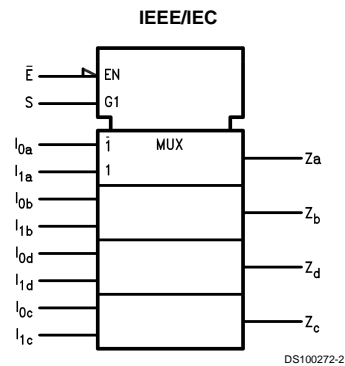 IEEE/IEC
Ē EN
S G1
I0a 1̄ MUX Za
I1a 1
I0b
I1b Zb
I0d
I1d Zd
I0c
I1c Zc
DS100272-2